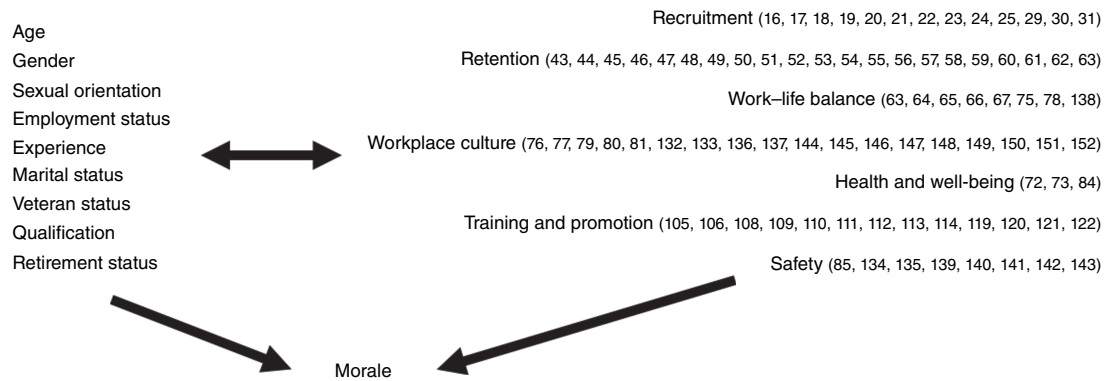 Age
Gender
Sexual orientation
Employment status
Experience
Marital status
Veteran status
Qualification
Retirement status
Recruitment (16, 17, 18, 19, 20, 21, 22, 23, 24, 25, 29, 30, 31)
Retention (43, 44, 45, 46, 47, 48, 49, 50, 51, 52, 53, 54, 55, 56, 57, 58, 59, 60, 61, 62, 63)
Work–life balance (63, 64, 65, 66, 67, 75, 78, 138)
Workplace culture (76, 77, 79, 80, 81, 132, 133, 136, 137, 144, 145, 146, 147, 148, 149, 150, 151, 152)
Health and well-being (72, 73, 84)
Training and promotion (105, 106, 108, 109, 110, 111, 112, 113, 114, 119, 120, 121, 122)
Safety (85, 134, 135, 139, 140, 141, 142, 143)
Morale